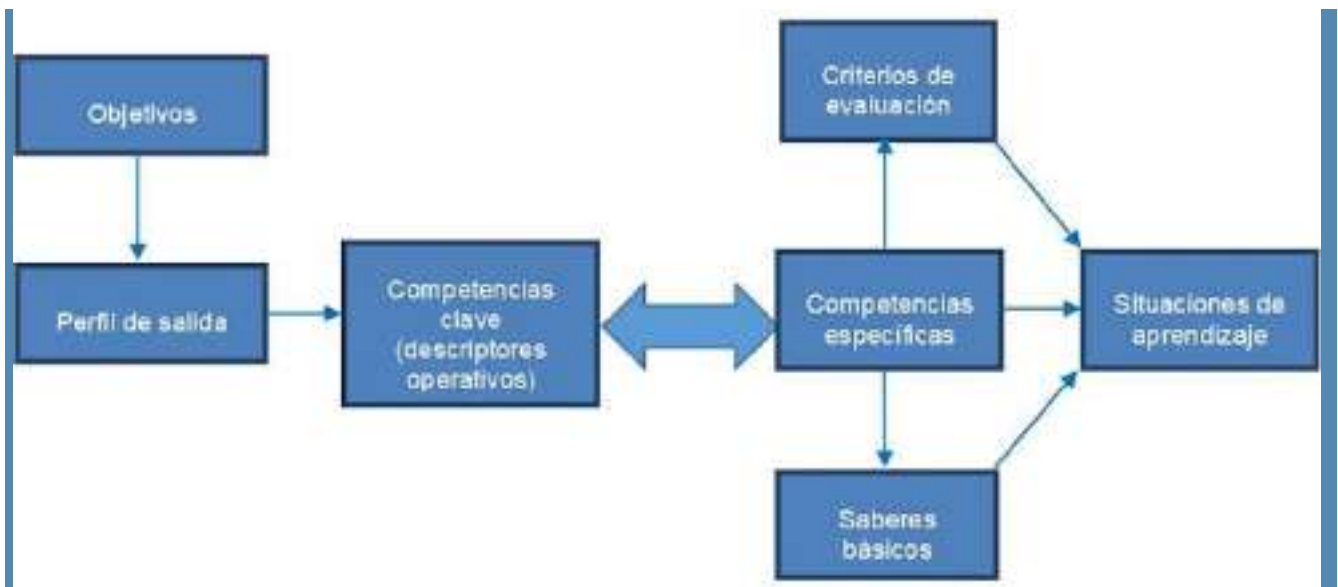 Objetivos
Perfil de salida
Competencias
clave
(descriptores
operativos)
Criterios de
evaluación
Competencias
específicas
Situaciones de
aprendizaje
Saberes
básicos